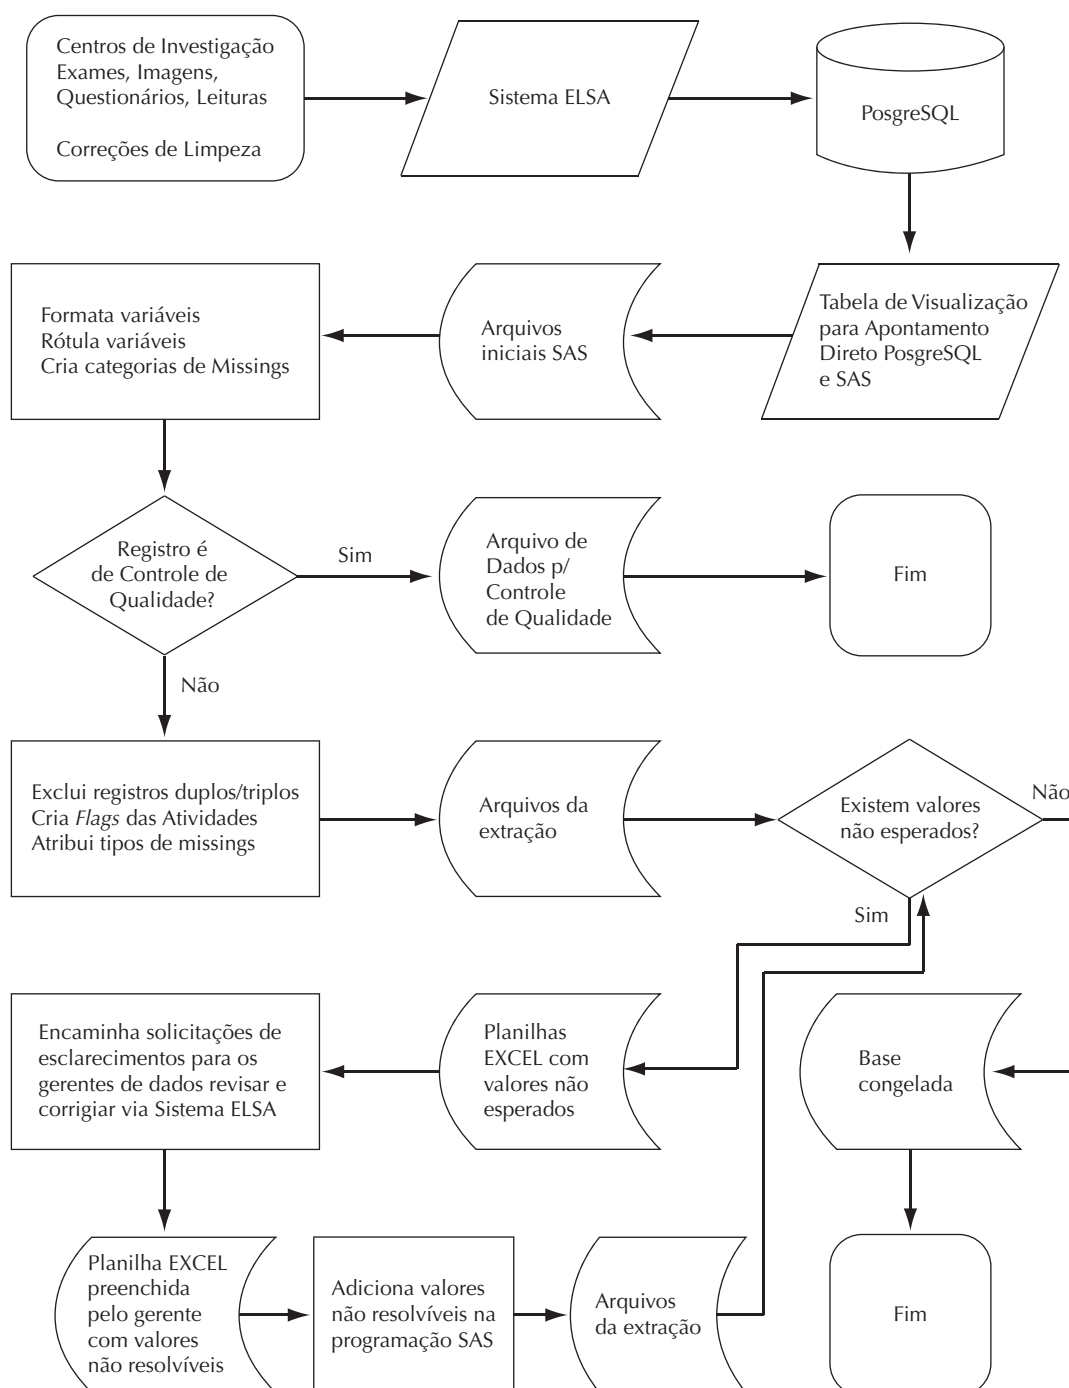 Centros de Investigação
Exames, Imagens,
Questionários, Leituras
Correções de Limpeza
Sistema ELSA
PosgreSQL
Formata variáveis
Rótula variáveis
Cria categorias de Missings
Arquivos
iniciais SAS
Tabela de Visualização
para Apontamento
Direto PosgreSQL
e SAS
Registro é
de Controle de
Qualidade?
Sim
Arquivo de
Dados p/
Controle
de Qualidade
Fim
Não
Exclui registros duplos/triplos
Cria Flags das Atividades
Atribui tipos de missings
Arquivos da
extração
Existem valores
não esperados?
Não
Sim
Encaminha solicitações de
esclarecimentos para os
gerentes de dados revisar e
corrigiar via Sistema ELSA
Planilhas
EXCEL com
valores não
esperados
Base
congelada
Planilha EXCEL
preenchida
pelo gerente
com valores
não resolvíveis
Adiciona valores
não resolvíveis na
programação SAS
Arquivos
da extração
Fim